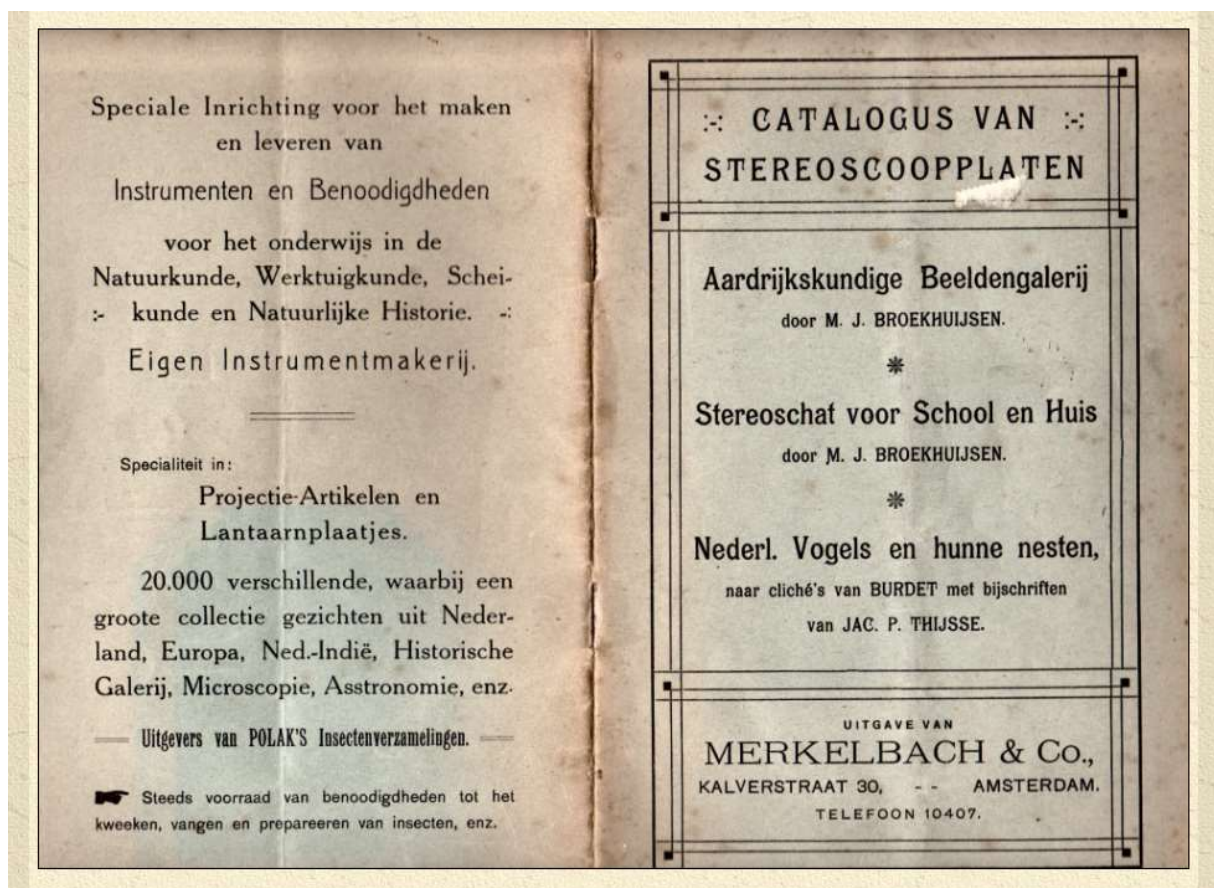 Speciale Inrichting voor het maken
en leveren van
Instrumenten en Benoodigdheden
voor het onderwijs in de
Natuurkunde, Werktuigkunde, Schei-
:- kunde en Natuurlijke Historie. -:
Eigen Instrumentmakerij.
Specialiteit in:
Projectie-Artikelen en
Lantaarnplaatjes.
20.000 verschillende, waarbij een
groote collectie gezichten uit Neder-
land, Europa, Ned.-Indië, Historische
Galerij, Microscopie, Asstronomie, enz.
Uitgevers van POLAK'S Insectenverzamelingen.
Steeds voorraad van benoodigdheden tot het
kweeken, vangen en prepareeren van insecten, enz.
:-: CATALOGUS VAN :-:
STEREOSCOOPPLATEN
Aardrijkskundige Beeldengalerij
door M. J. BROEKHUIJSEN.
Stereoschat voor School en Huis
door M. J. BROEKHUIJSEN.
Nederl. Vogels en hunne nesten,
naar cliché's van BURDET met bijschriften
van JAC. P. THIJSSE.
UITGAVE VAN
MERKELBACH & Co.,
KALVERSTRAAT 30, - - AMSTERDAM.
TELEFOON 10407.